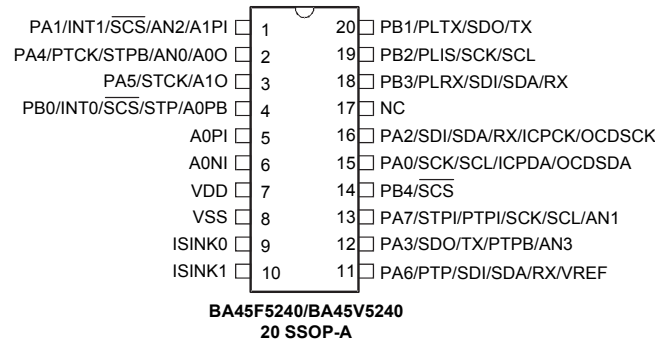 PA1/INT1/SCS/AN2/A1PI 1 20 PB1/PLTX/SDO/TX
PA4/PTCK/STPB/AN0/A0O 2 19 PB2/PLIS/SCK/SCL
PA5/STCK/A1O 3 18 PB3/PLRX/SDI/SDA/RX
PB0/INT0/SCS/STP/A0PB 4 17 NC
A0PI 5 16 PA2/SDI/SDA/RX/ICPCK/OCDSCK
A0NI 6 15 PA0/SCK/SCL/ICPDA/OCDSDA
VDD 7 14 PB4/SCS
VSS 8 13 PA7/STPI/PTPI/SCK/SCL/AN1
ISINK0 9 12 PA3/SDO/TX/PTPB/AN3
ISINK1 10 11 PA6/PTP/SDI/SDA/RX/VREF
BA45F5240/BA45V5240
20 SSOP-A